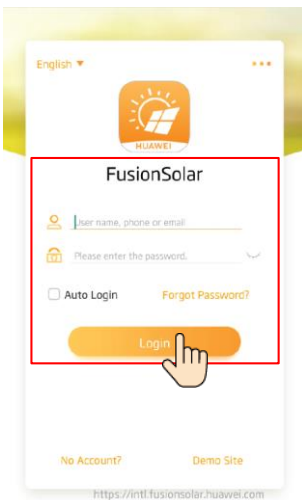 English ▼
HUAWEI
FusionSolar
User name, phone or email
Please enter the password.
Auto Login Forgot Password?
Login
No Account? Demo Site
https://intl.fusionsolar.huawei.com